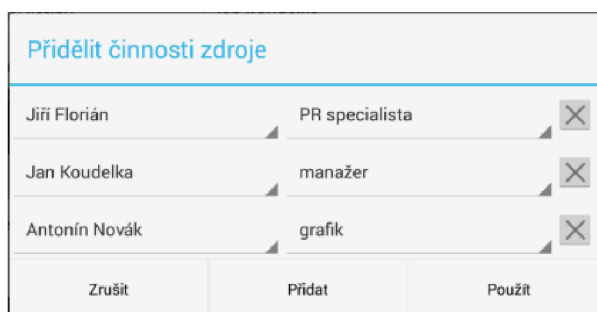 Přidělit činnosti zdroje
Jiří Florián PR specialista
Jan Koudelka manažer
Antonín Novák grafik
Zrušit Přidat Použít